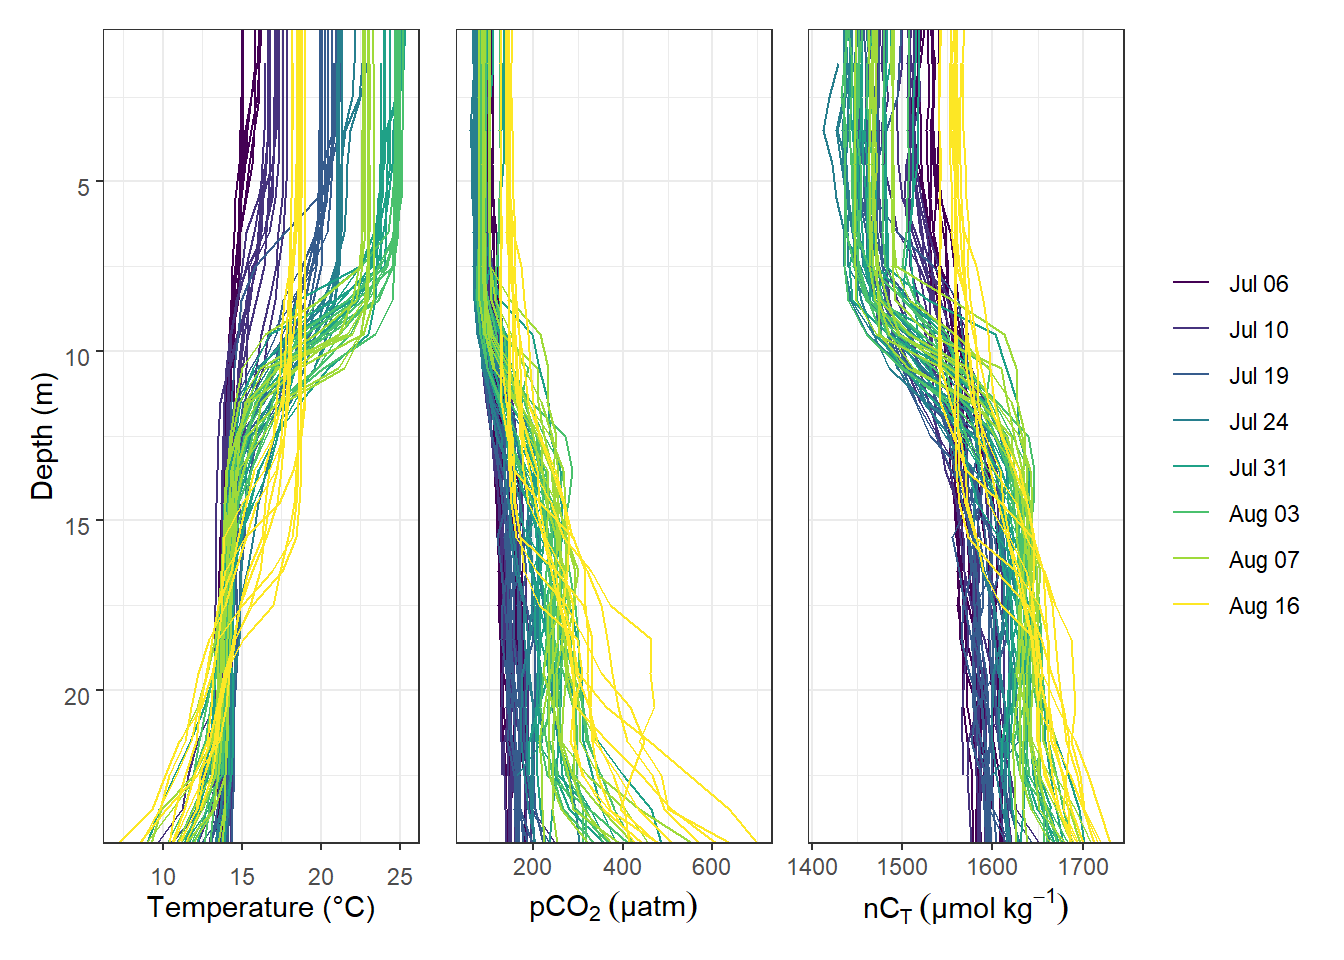 5
10
15
20
Depth (m)
10 15 20 25
200 400 600
1400 1500 1600 1700
Temperature (°C)
pCO₂ (µatm)
nC_T (µmol kg⁻¹)
Jul 06
Jul 10
Jul 19
Jul 24
Jul 31
Aug 03
Aug 07
Aug 16